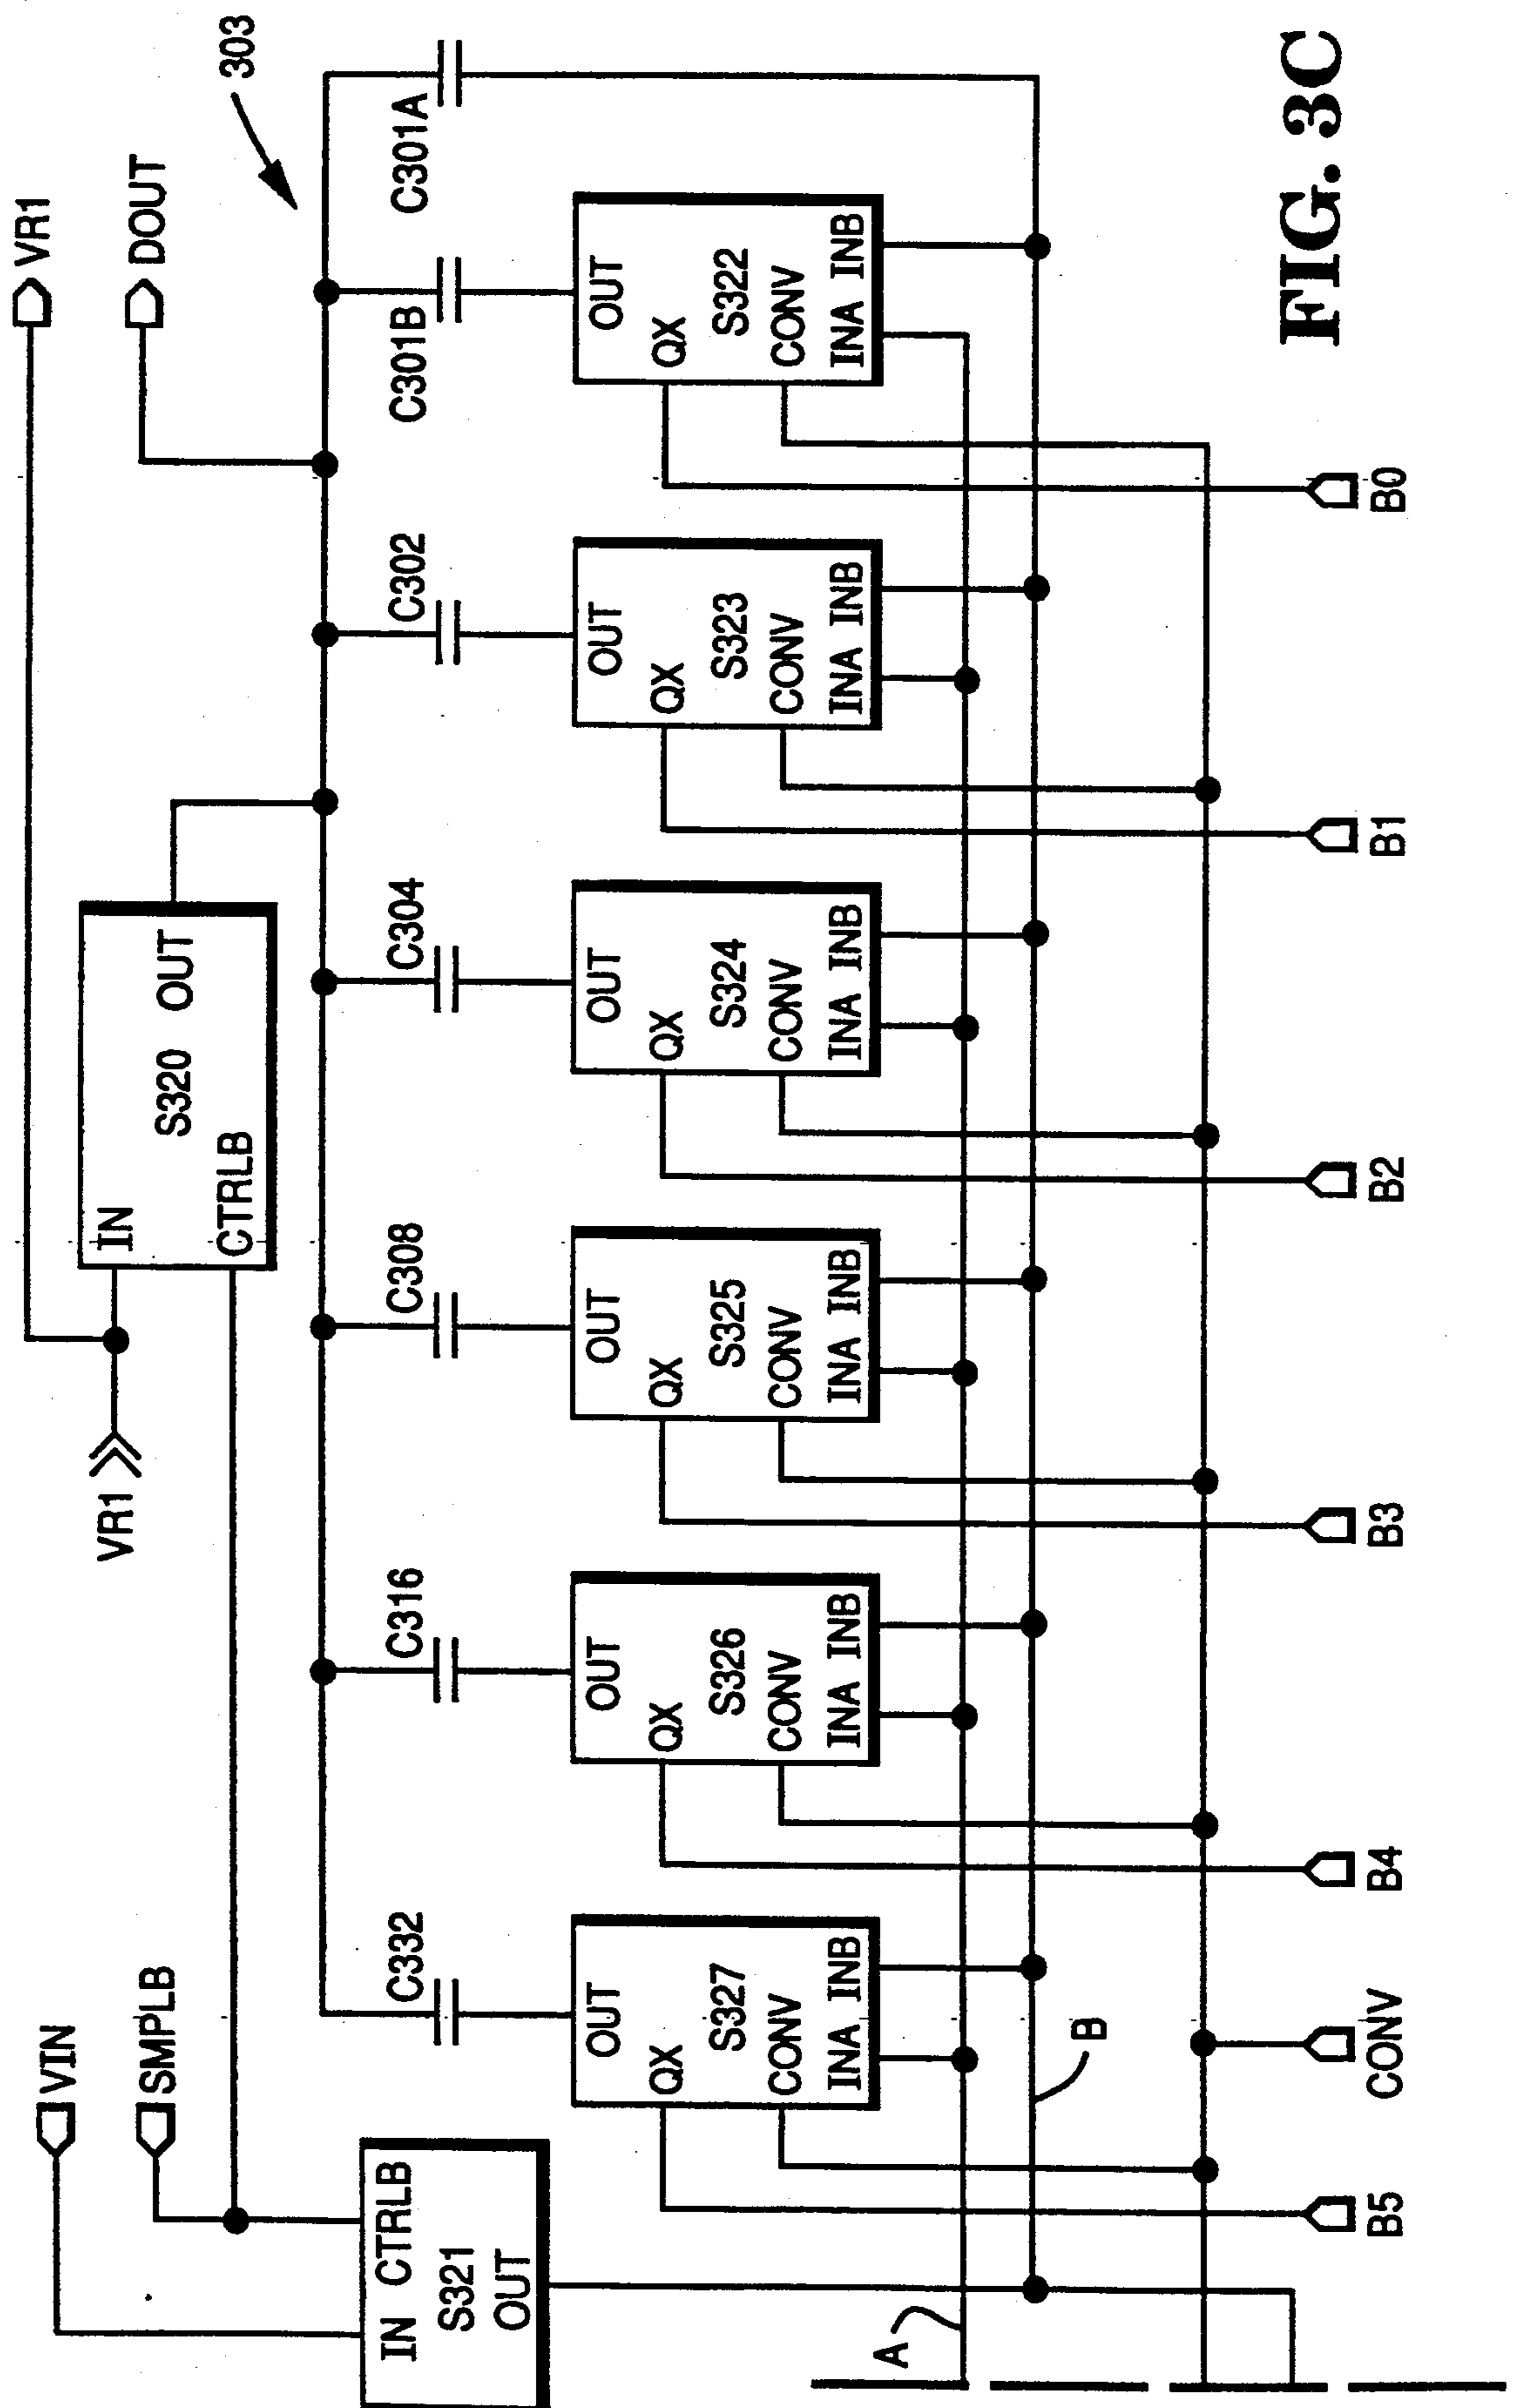 VIN
SMPLB
VR1
VR1
DOUT
303
IN
S320 OUT
CTRLB
IN CTRLB
S321
OUT
C332
C316
C308
C304
C302
C301B
C301A
OUT
QX
S327
CONV
INA INB
OUT
QX
S326
CONV
INA INB
OUT
QX
S325
CONV
INA INB
OUT
QX
S324
CONV
INA INB
OUT
QX
S323
CONV
INA INB
OUT
QX
S322
CONV
INA INB
A
B
B5
CONV
B4
B3
B2
B1
B0
FIG. 3C